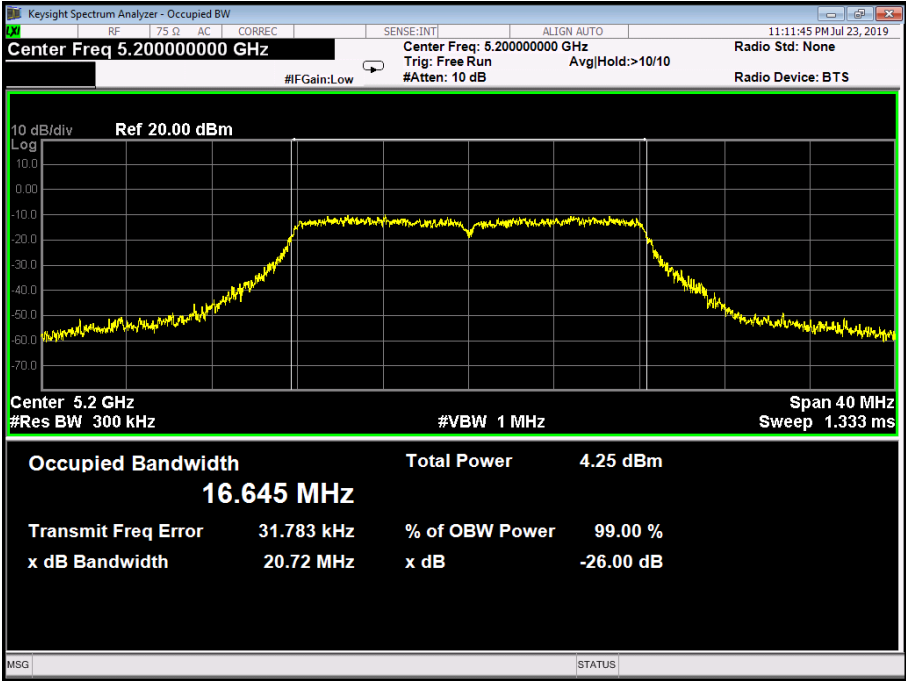 Keysight Spectrum Analyzer - Occupied BW
LXI RF 75 Ω AC CORREC SENSE:INT ALIGN AUTO 11:11:45 PM Jul 23, 2019
Center Freq 5.200000000 GHz
Center Freq: 5.200000000 GHz
Radio Std: None
Trig: Free Run Avg|Hold:>10/10
#IFGain:Low #Atten: 10 dB Radio Device: BTS
10 dB/div Ref 20.00 dBm
Log
10.0
0.00
-10.0
-20.0
-30.0
-40.0
-50.0
-60.0
-70.0
Center 5.2 GHz Span 40 MHz
#Res BW 300 kHz #VBW 1 MHz Sweep 1.333 ms
Occupied Bandwidth Total Power 4.25 dBm
16.645 MHz
Transmit Freq Error 31.783 kHz % of OBW Power 99.00 %
x dB Bandwidth 20.72 MHz x dB -26.00 dB
MSG STATUS